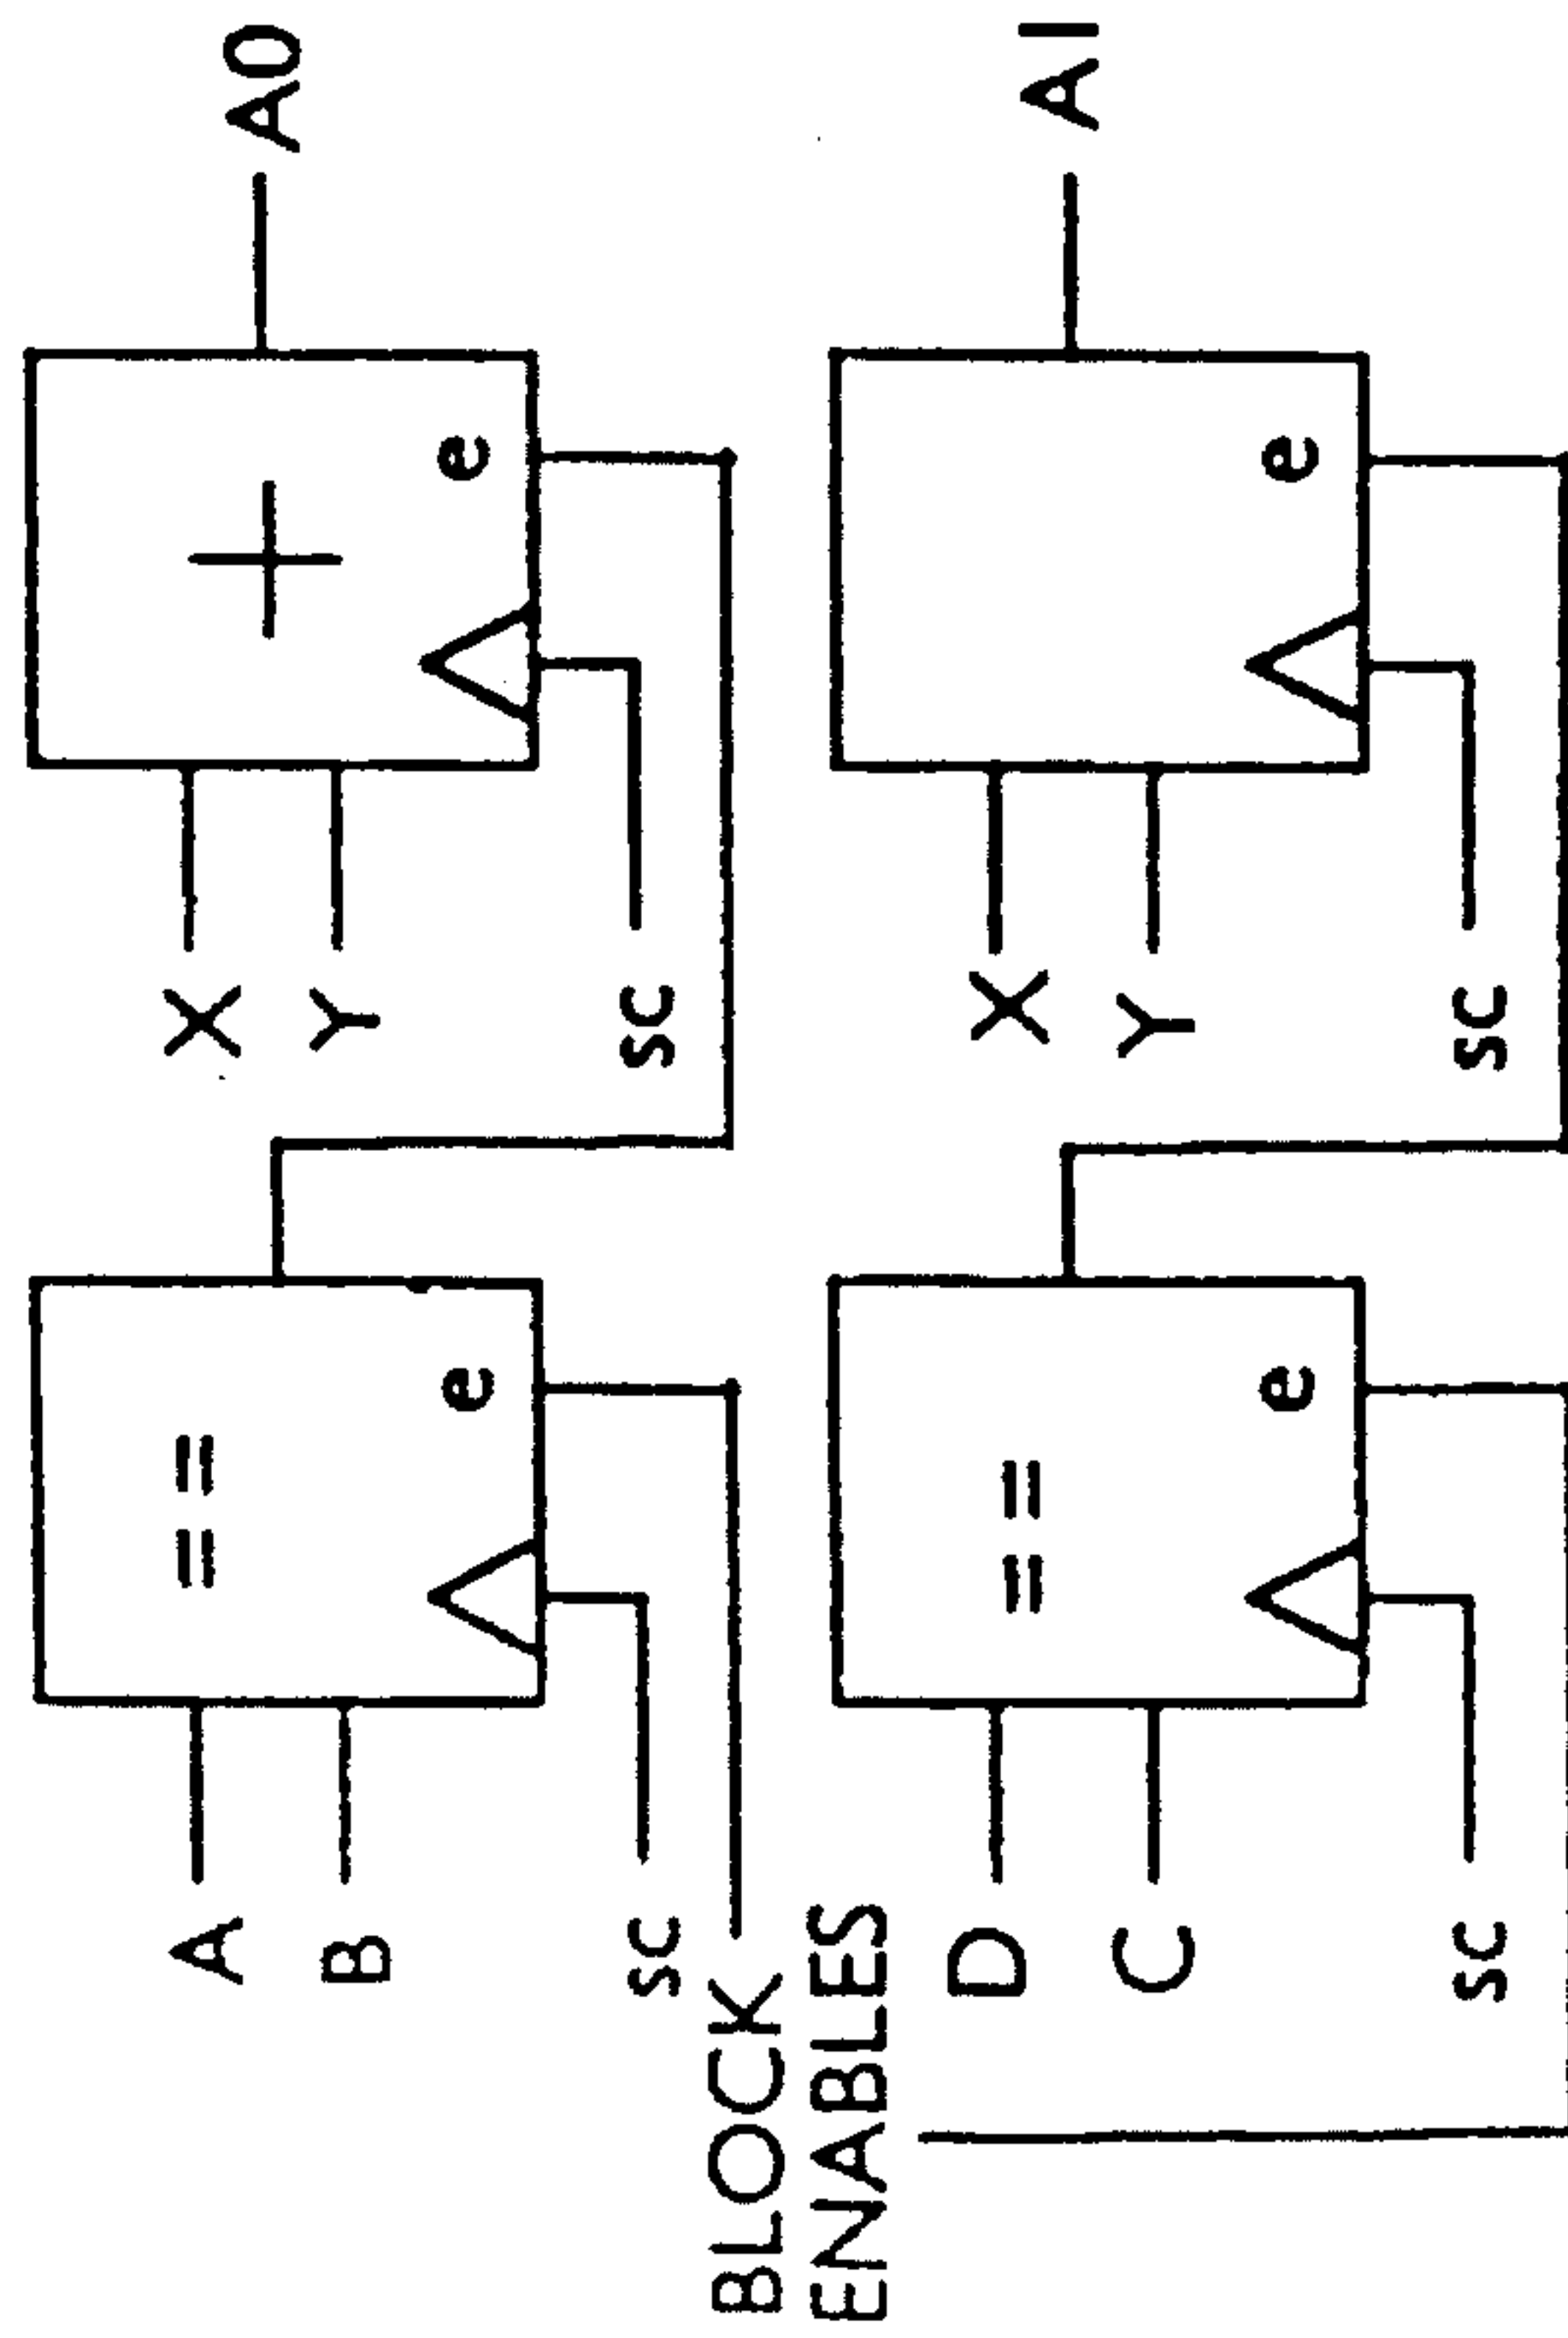 A
B
==
e
sc
X
Y
+
e
sc
A0
BLOCK
ENABLES
D
C
==
e
sc
X
Y
e
sc
A1